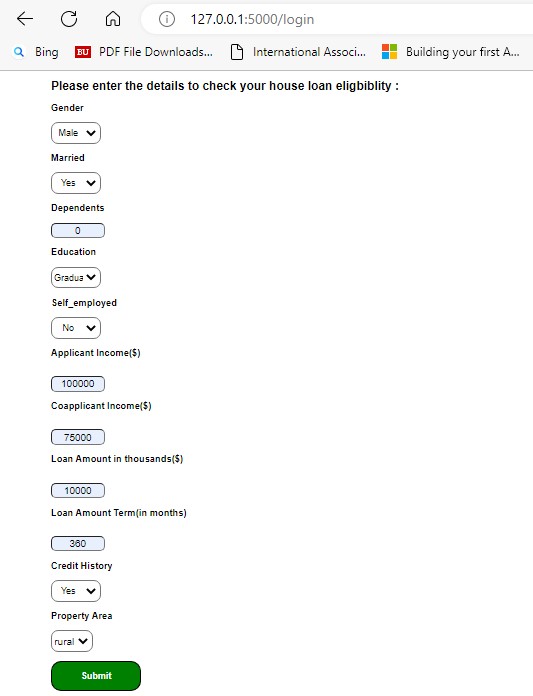 127.0.0.1:5000/login
Bing BU PDF File Downloads... International Associ... Building your first A...
Please enter the details to check your house loan eligbiblity :
Gender
Male
Married
Yes
Dependents
0
Education
Gradua
Self_employed
No
Applicant Income($)
100000
Coapplicant Income($)
75000
Loan Amount in thousands($)
10000
Loan Amount Term(in months)
360
Credit History
Yes
Property Area
rural
Submit